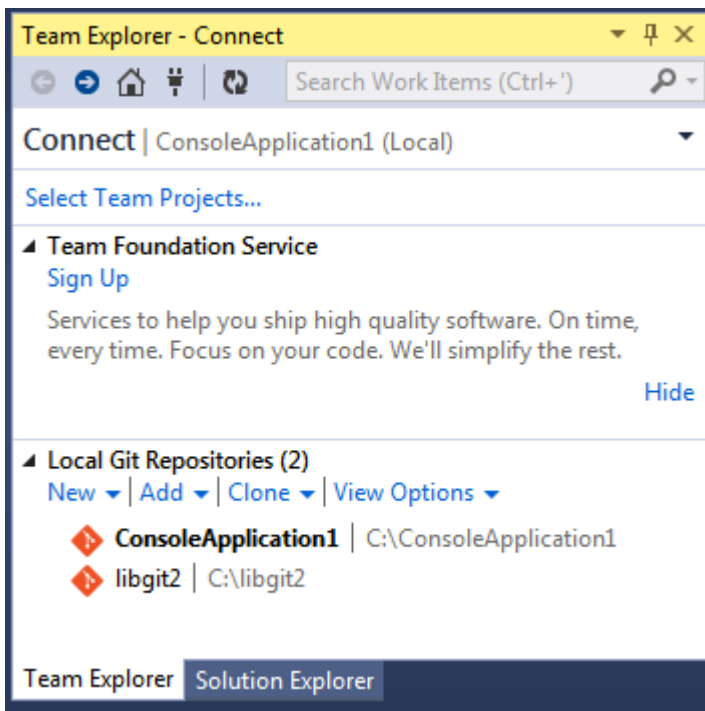 Team Explorer - Connect
Search Work Items (Ctrl+')
Connect | ConsoleApplication1 (Local)
Select Team Projects...
Team Foundation Service
Sign Up
Services to help you ship high quality software. On time,
every time. Focus on your code. We'll simplify the rest.
Hide
Local Git Repositories (2)
New | Add | Clone | View Options
ConsoleApplication1 | C:\ConsoleApplication1
libgit2 | C:\libgit2
Team Explorer Solution Explorer